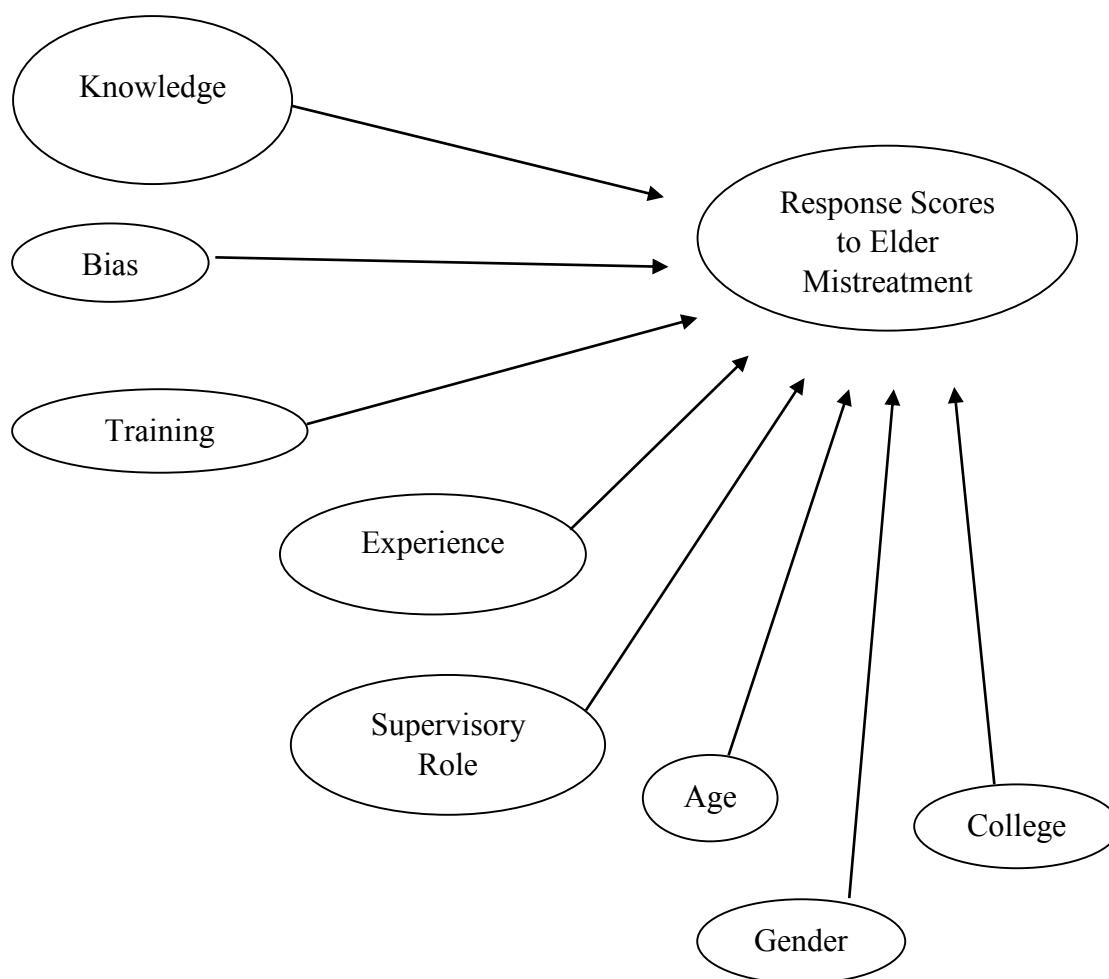 Knowledge
Response Scores
to Elder
Mistreatment
Bias
Training
Experience
Supervisory
Role
Age
College
Gender